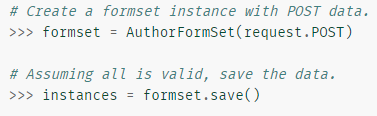 # Create a formset instance with POST data.
>>> formset = AuthorFormSet(request.POST)
# Assuming all is valid, save the data.
>>> instances = formset.save()